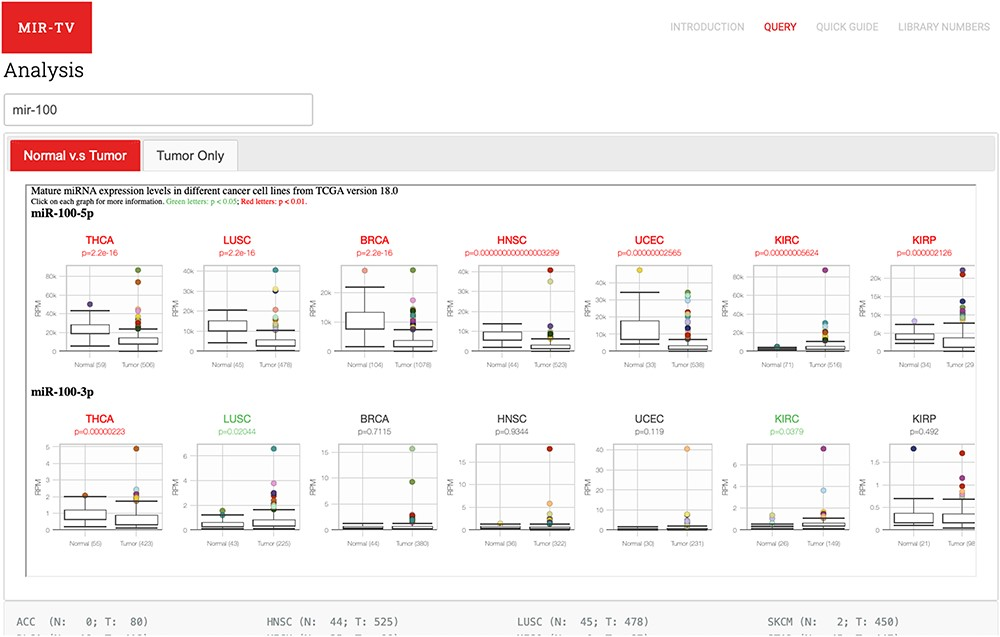 MIR-TV
INTRODUCTION QUERY QUICK GUIDE LIBRARY NUMBERS
Analysis
mir-100
Normal v.s Tumor Tumor Only
Mature miRNA expression levels in different cancer cell lines from TCGA version 18.0
Click on each graph for more information. Green letters: p < 0.05; Red letters: p < 0.01.
miR-100-5p
THCA LUSC BRCA HNSC UCEC KIRC KIRP
p=2.2e-16 p=2.2e-16 p=2.2e-16 p=0.0000000000003299 p=0.00000002565 p=0.00000005624 p=0.000002126
RPM RPM RPM RPM RPM RPM RPM
80k 60k 40k 20k 0
40k 30k 20k 10k 0
20k 10k 0
40k 30k 20k 10k 0
40k 30k 20k 10k 0
80k 60k 40k 20k 0
20k 15k 10k 5k 0
Normal (59) Tumor (506) Normal (45) Tumor (478) Normal (104) Tumor (1078) Normal (44) Tumor (523) Normal (33) Tumor (538) Normal (71) Tumor (516) Normal (34) Tumor (29
miR-100-3p
THCA LUSC BRCA HNSC UCEC KIRC KIRP
p=0.00000223 p=0.02044 p=0.7115 p=0.9344 p=0.119 p=0.0379 p=0.492
RPM RPM RPM RPM RPM RPM RPM
5 4 3 2 1 0
6 4 2 0
15 10 5 0
15 10 5 0
40 30 20 10 0
6 4 2 0
1.5 1 0.5 0
Normal (55) Tumor (423) Normal (43) Tumor (225) Normal (44) Tumor (380) Normal (36) Tumor (322) Normal (30) Tumor (231) Normal (26) Tumor (149) Normal (21) Tumor (98
ACC (N: 0; T: 80) HNSC (N: 44; T: 525) LUSC (N: 45; T: 478) SKCM (N: 2; T: 450)